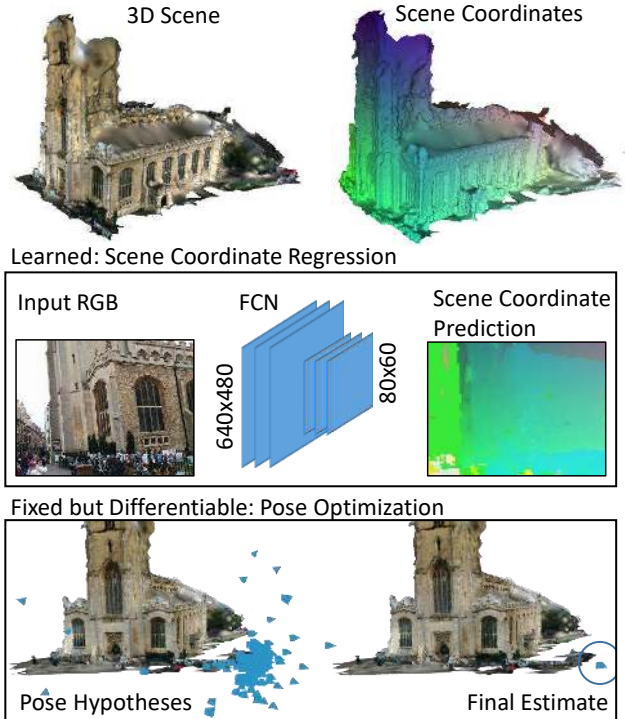 3D Scene
Scene Coordinates
Learned: Scene Coordinate Regression
Input RGB
FCN
Scene Coordinate
Prediction
640x480
80x60
Fixed but Differentiable: Pose Optimization
Pose Hypotheses
Final Estimate